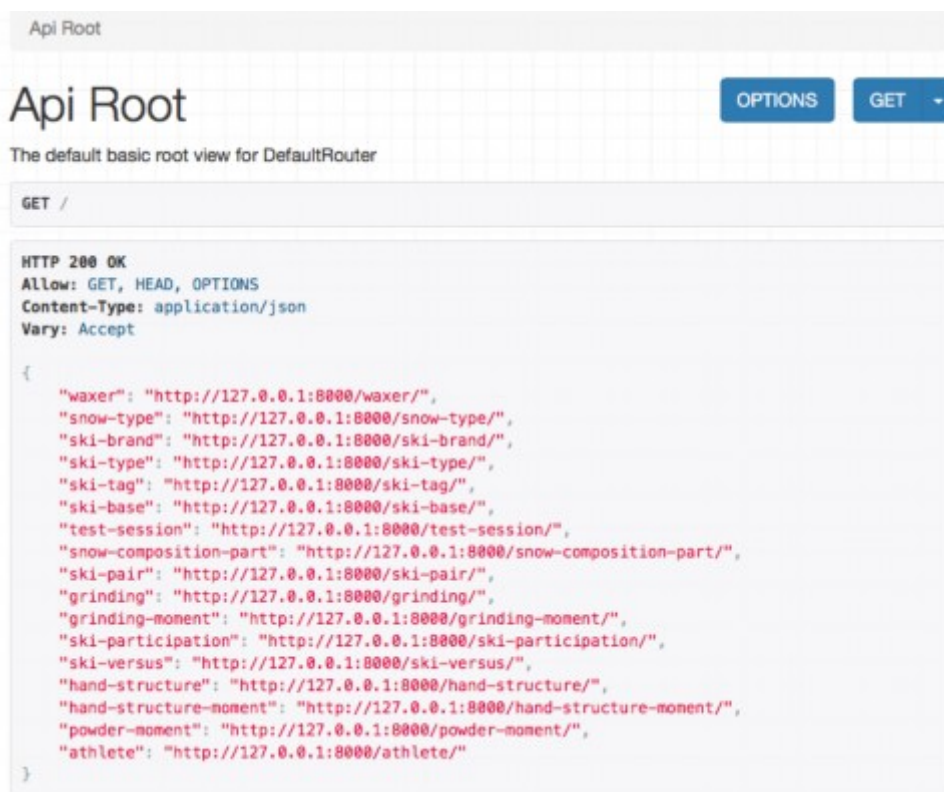 Api Root
Api Root
OPTIONS
GET
The default basic root view for DefaultRouter
GET /
HTTP 200 OK
Allow: GET, HEAD, OPTIONS
Content-Type: application/json
Vary: Accept
{
"waxer": "http://127.0.0.1:8000/waxer/",
"snow-type": "http://127.0.0.1:8000/snow-type/",
"ski-brand": "http://127.0.0.1:8000/ski-brand/",
"ski-type": "http://127.0.0.1:8000/ski-type/",
"ski-tag": "http://127.0.0.1:8000/ski-tag/",
"ski-base": "http://127.0.0.1:8000/ski-base/",
"test-session": "http://127.0.0.1:8000/test-session/",
"snow-composition-part": "http://127.0.0.1:8000/snow-composition-part/",
"ski-pair": "http://127.0.0.1:8000/ski-pair/",
"grinding": "http://127.0.0.1:8000/grinding/",
"grinding-moment": "http://127.0.0.1:8000/grinding-moment/",
"ski-participation": "http://127.0.0.1:8000/ski-participation/",
"ski-versus": "http://127.0.0.1:8000/ski-versus/",
"hand-structure": "http://127.0.0.1:8000/hand-structure/",
"hand-structure-moment": "http://127.0.0.1:8000/hand-structure-moment/",
"powder-moment": "http://127.0.0.1:8000/powder-moment/",
"athlete": "http://127.0.0.1:8000/athlete/"
}